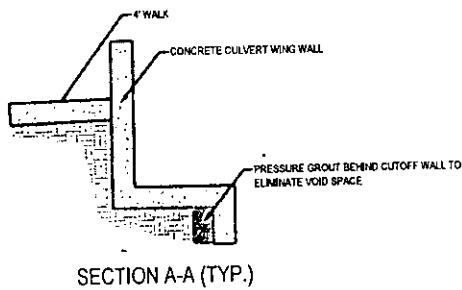 4' WALK
CONCRETE CULVERT WING WALL
PRESSURE GROUT BEHIND CUTOFF WALL TO
ELIMINATE VOID SPACE
SECTION A-A (TYP.)